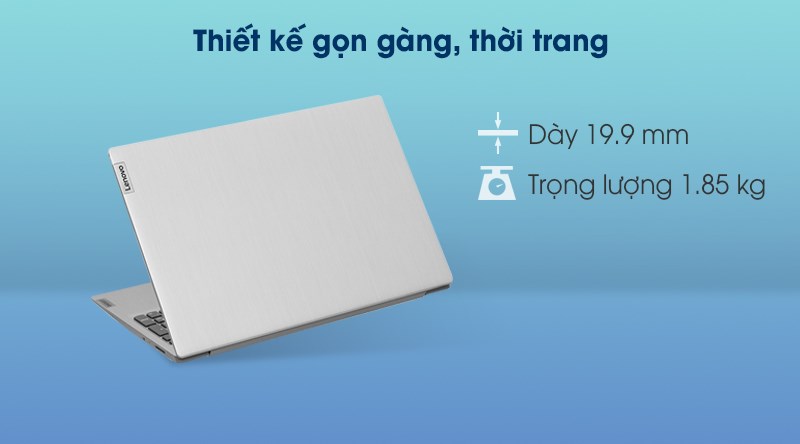 Thiết kế gọn gàng, thời trang
Lenovo
Dày 19.9 mm
Trọng lượng 1.85 kg